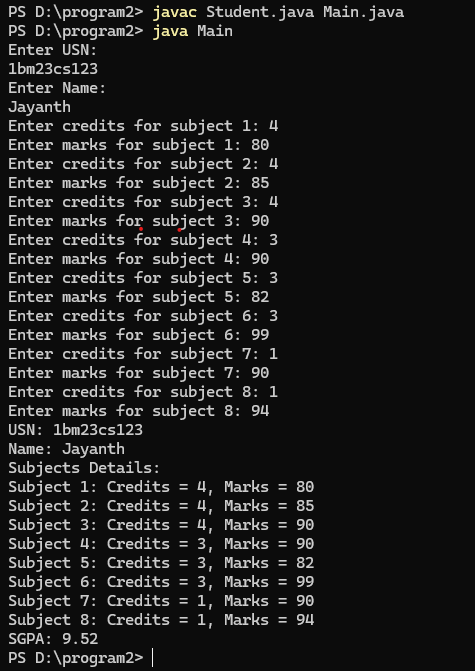 PS D:\program2> javac Student.java Main.java
PS D:\program2> java Main
Enter USN:
1bm23cs123
Enter Name:
Jayanth
Enter credits for subject 1: 4
Enter marks for subject 1: 80
Enter credits for subject 2: 4
Enter marks for subject 2: 85
Enter credits for subject 3: 4
Enter marks for subject 3: 90
Enter credits for subject 4: 3
Enter marks for subject 4: 90
Enter credits for subject 5: 3
Enter marks for subject 5: 82
Enter credits for subject 6: 3
Enter marks for subject 6: 99
Enter credits for subject 7: 1
Enter marks for subject 7: 90
Enter credits for subject 8: 1
Enter marks for subject 8: 94
USN: 1bm23cs123
Name: Jayanth
Subjects Details:
Subject 1: Credits = 4, Marks = 80
Subject 2: Credits = 4, Marks = 85
Subject 3: Credits = 4, Marks = 90
Subject 4: Credits = 3, Marks = 90
Subject 5: Credits = 3, Marks = 82
Subject 6: Credits = 3, Marks = 99
Subject 7: Credits = 1, Marks = 90
Subject 8: Credits = 1, Marks = 94
SGPA: 9.52
PS D:\program2>